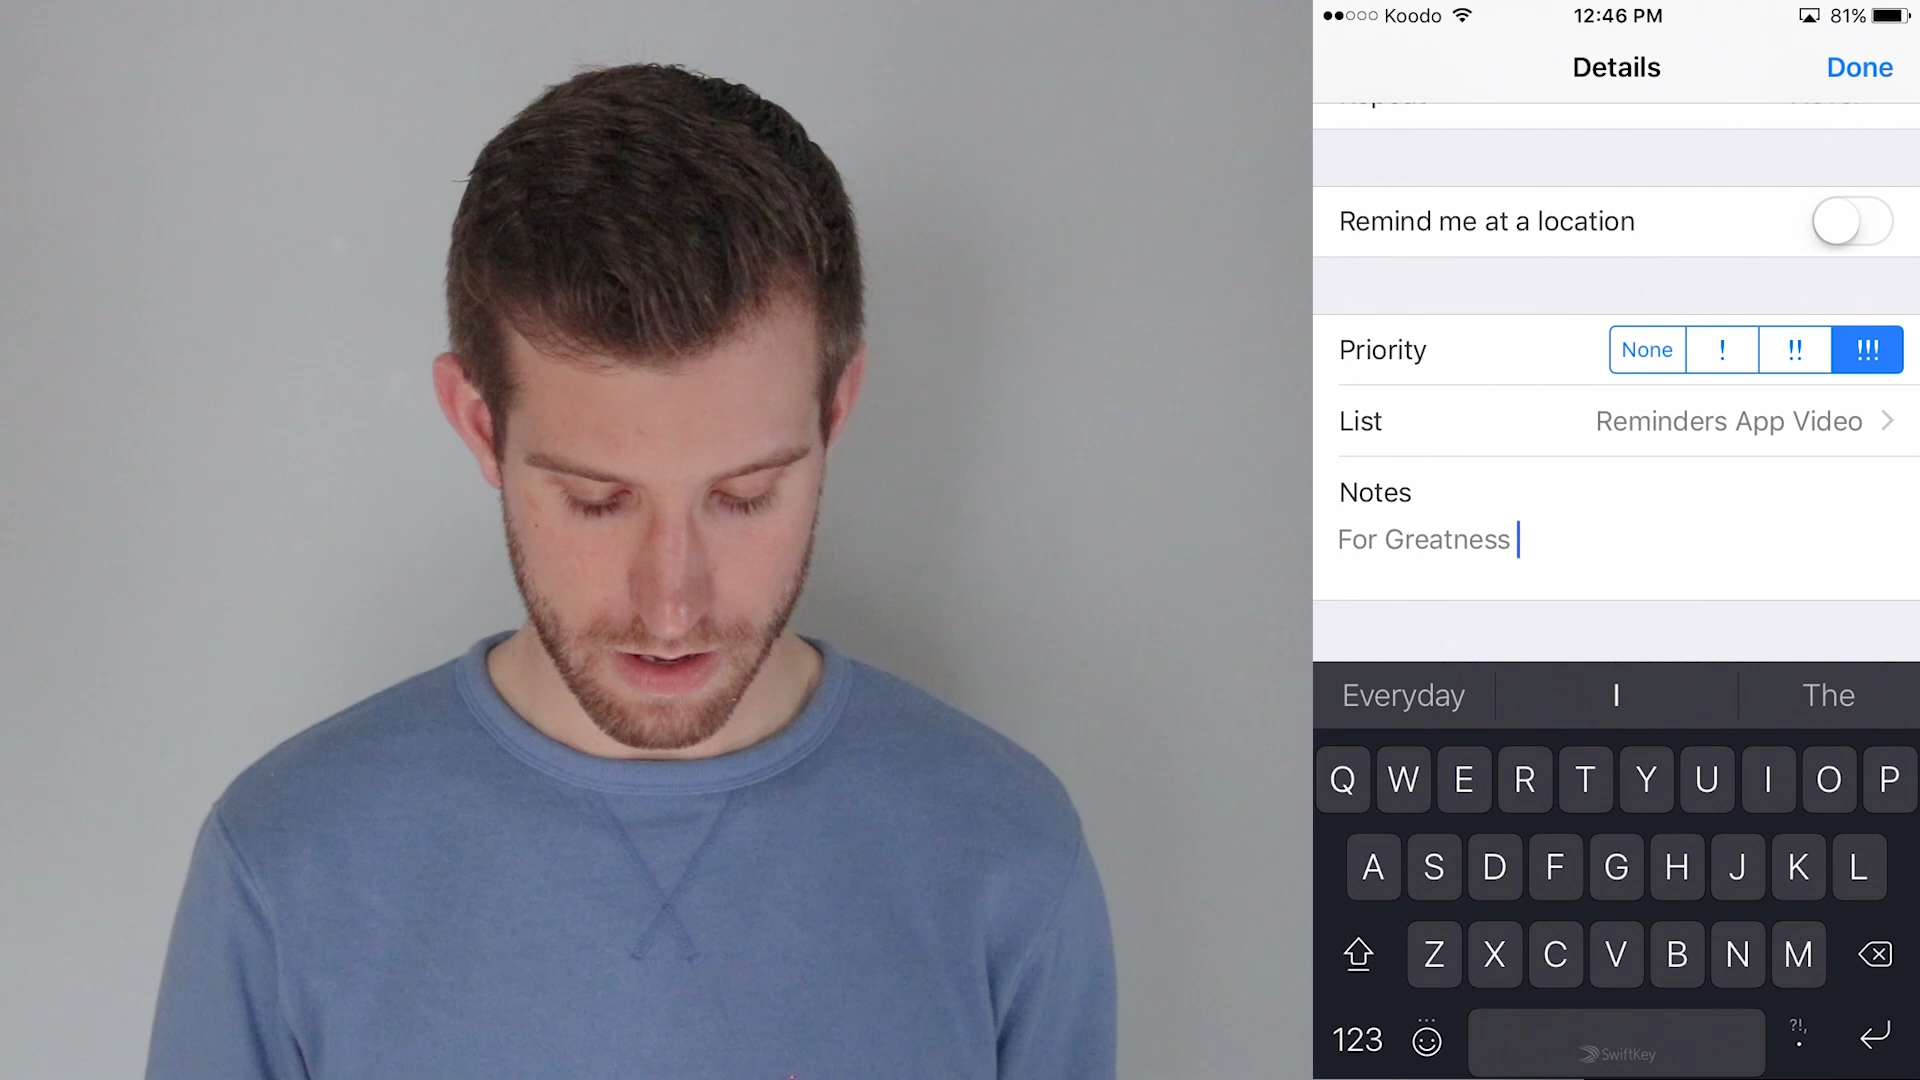 Koodo 12:46 PM 81%
Details Done
Remind me at a location
Priority None ! !! !!!
List Reminders App Video
Notes
For Greatness
Everyday I The
Q W E R T Y U I O P
A S D F G H J K L
Z X C V B N M
123 ?!, .
SwiftKey